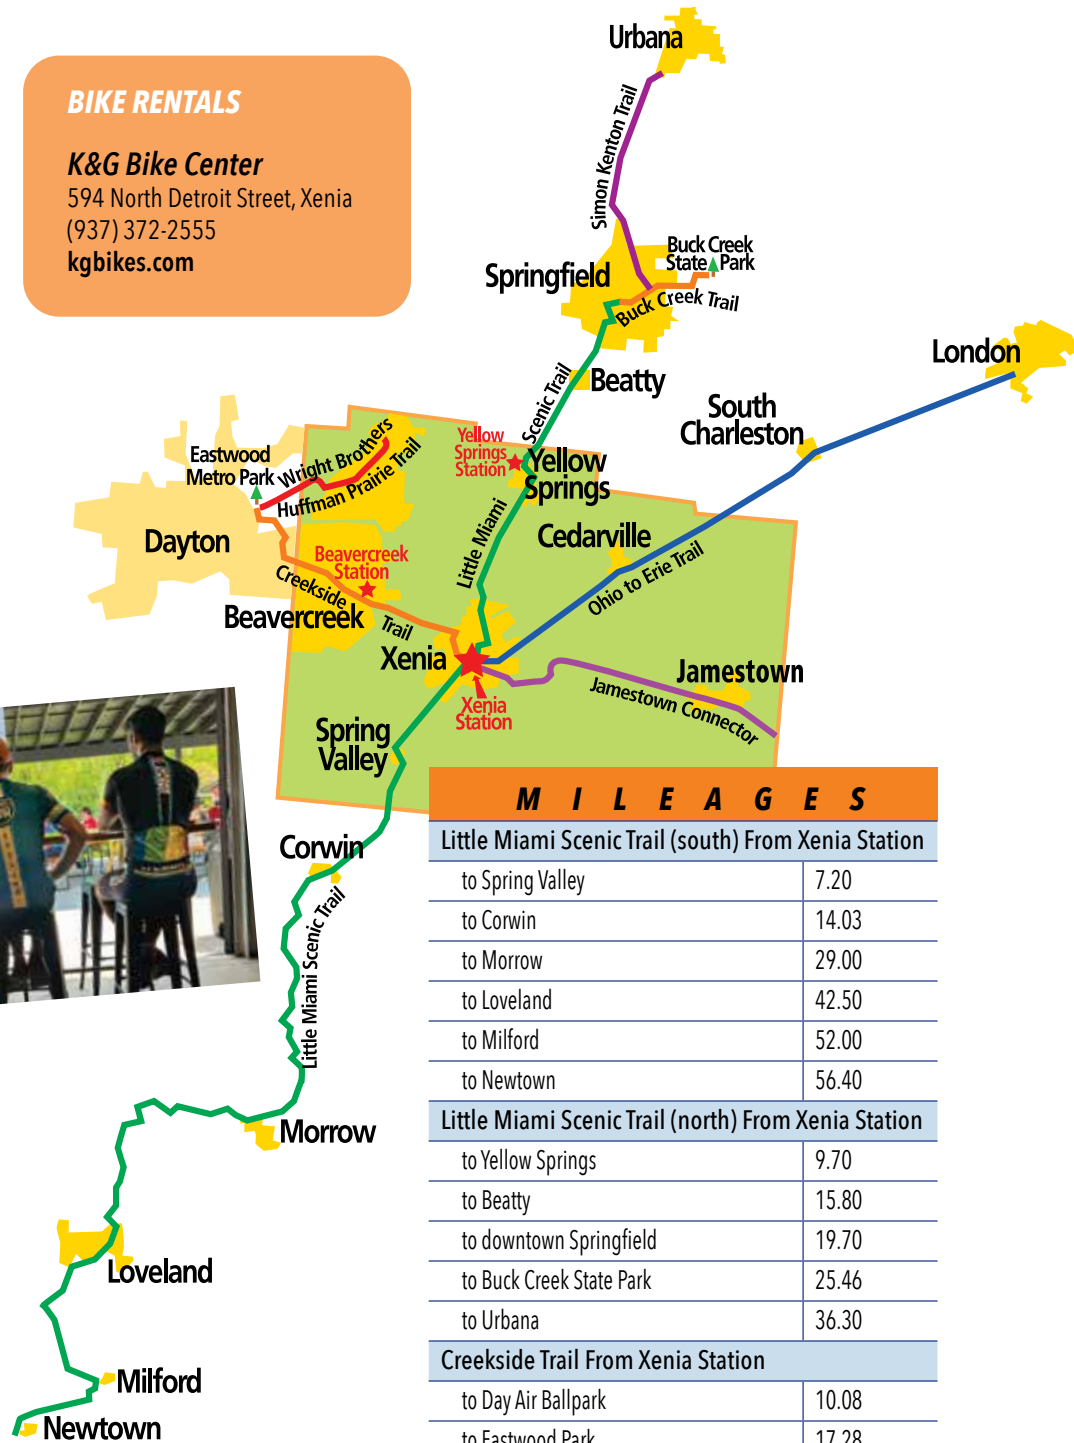 BIKE RENTALS
K&G Bike Center
594 North Detroit Street, Xenia
(937) 372-2555
kgbikes.com
Urbana
Simon Kenton Trail
Buck Creek
State Park
Springfield
Buck Creek Trail
London
Beatty
Scenic Trail
South
Charleston
Eastwood
Metro Park
Wright Brothers
Huffman Prairie Trail
Yellow
Springs
Station
Yellow
Springs
Little Miami
Cedarville
Dayton
Beavercreek
Station
Creekside
Trail
Beavercreek
Ohio to Erie Trail
Xenia
Xenia
Station
Jamestown
Jamestown Connector
Spring
Valley
Corwin
Little Miami Scenic Trail
Morrow
Loveland
Milford
Newtown
MILEAGES
Little Miami Scenic Trail (south) From Xenia Station
to Spring Valley 7.20
to Corwin 14.03
to Morrow 29.00
to Loveland 42.50
to Milford 52.00
to Newtown 56.40
Little Miami Scenic Trail (north) From Xenia Station
to Yellow Springs 9.70
to Beatty 15.80
to downtown Springfield 19.70
to Buck Creek State Park 25.46
to Urbana 36.30
Creekside Trail From Xenia Station
to Day Air Ballpark 10.08
to Eastwood Park 17.28